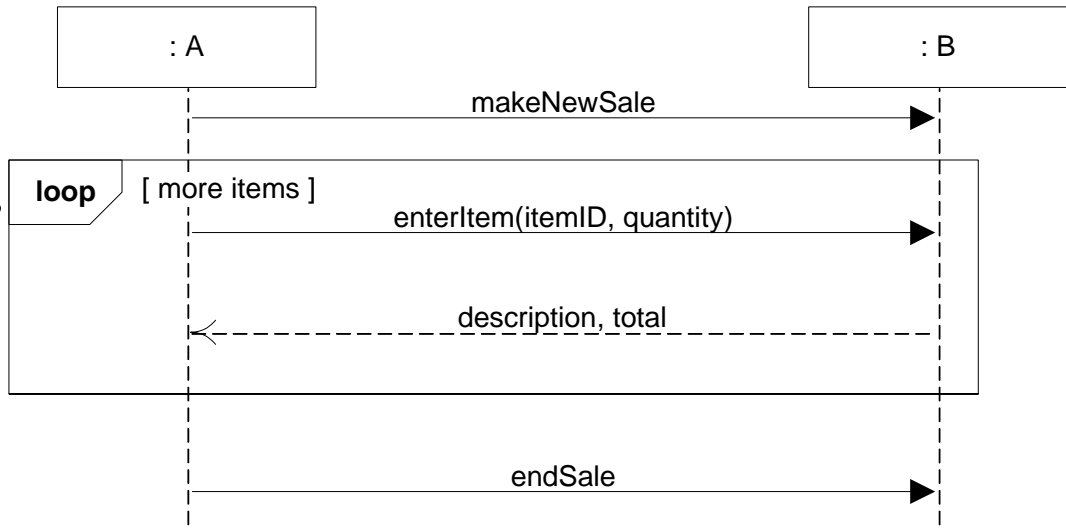 : A
: B
makeNewSale
loop
[ more items ]
enterItem(itemID, quantity)
description, total
endSale